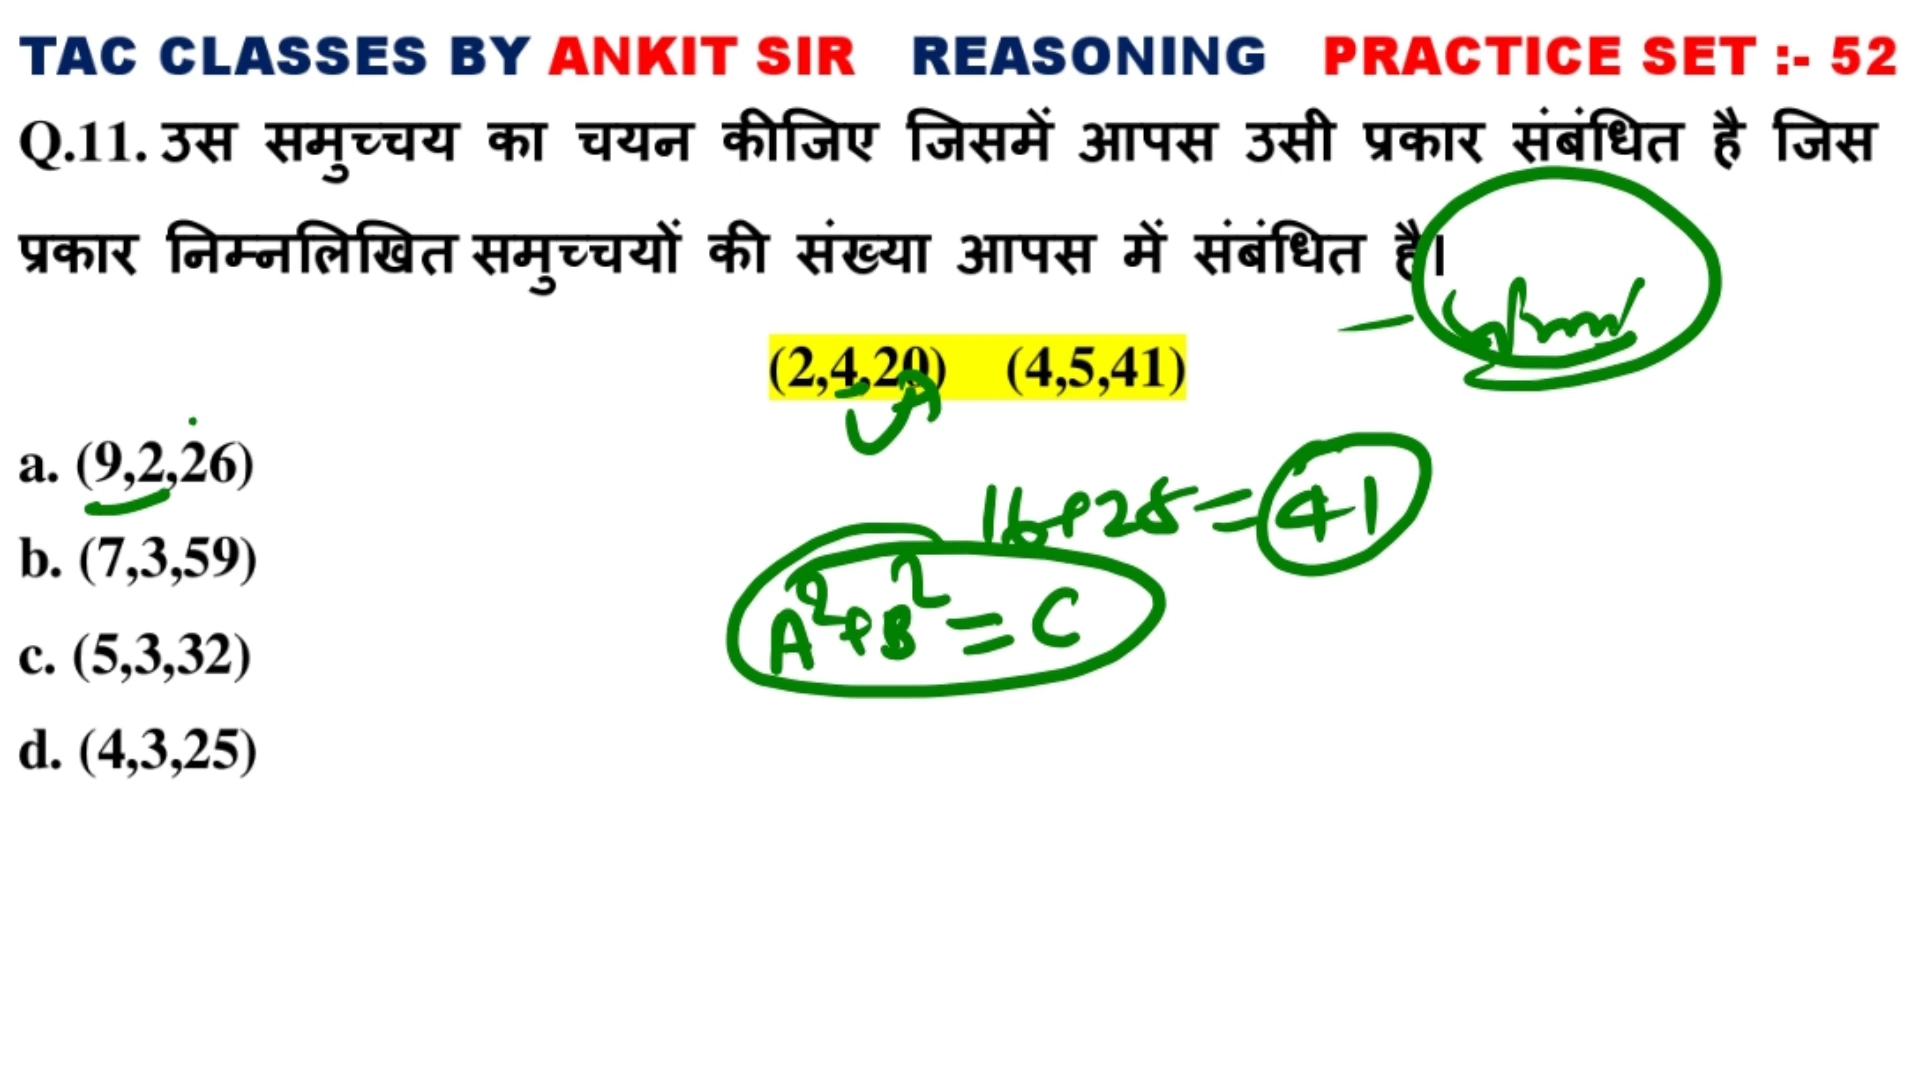 TAC CLASSES BY ANKIT SIR REASONING PRACTICE SET :- 52
Q.11. उस समुच्चय का चयन कीजिए जिसमें आपस उसी प्रकार संबंधित है जिस
प्रकार निम्नलिखित समुच्चयों की संख्या आपस में संबंधित है।
(2,4,20) (4,5,41)
a. (9,2,26)
16+25=41
b. (7,3,59)
A²+B²=C
c. (5,3,32)
d. (4,3,25)